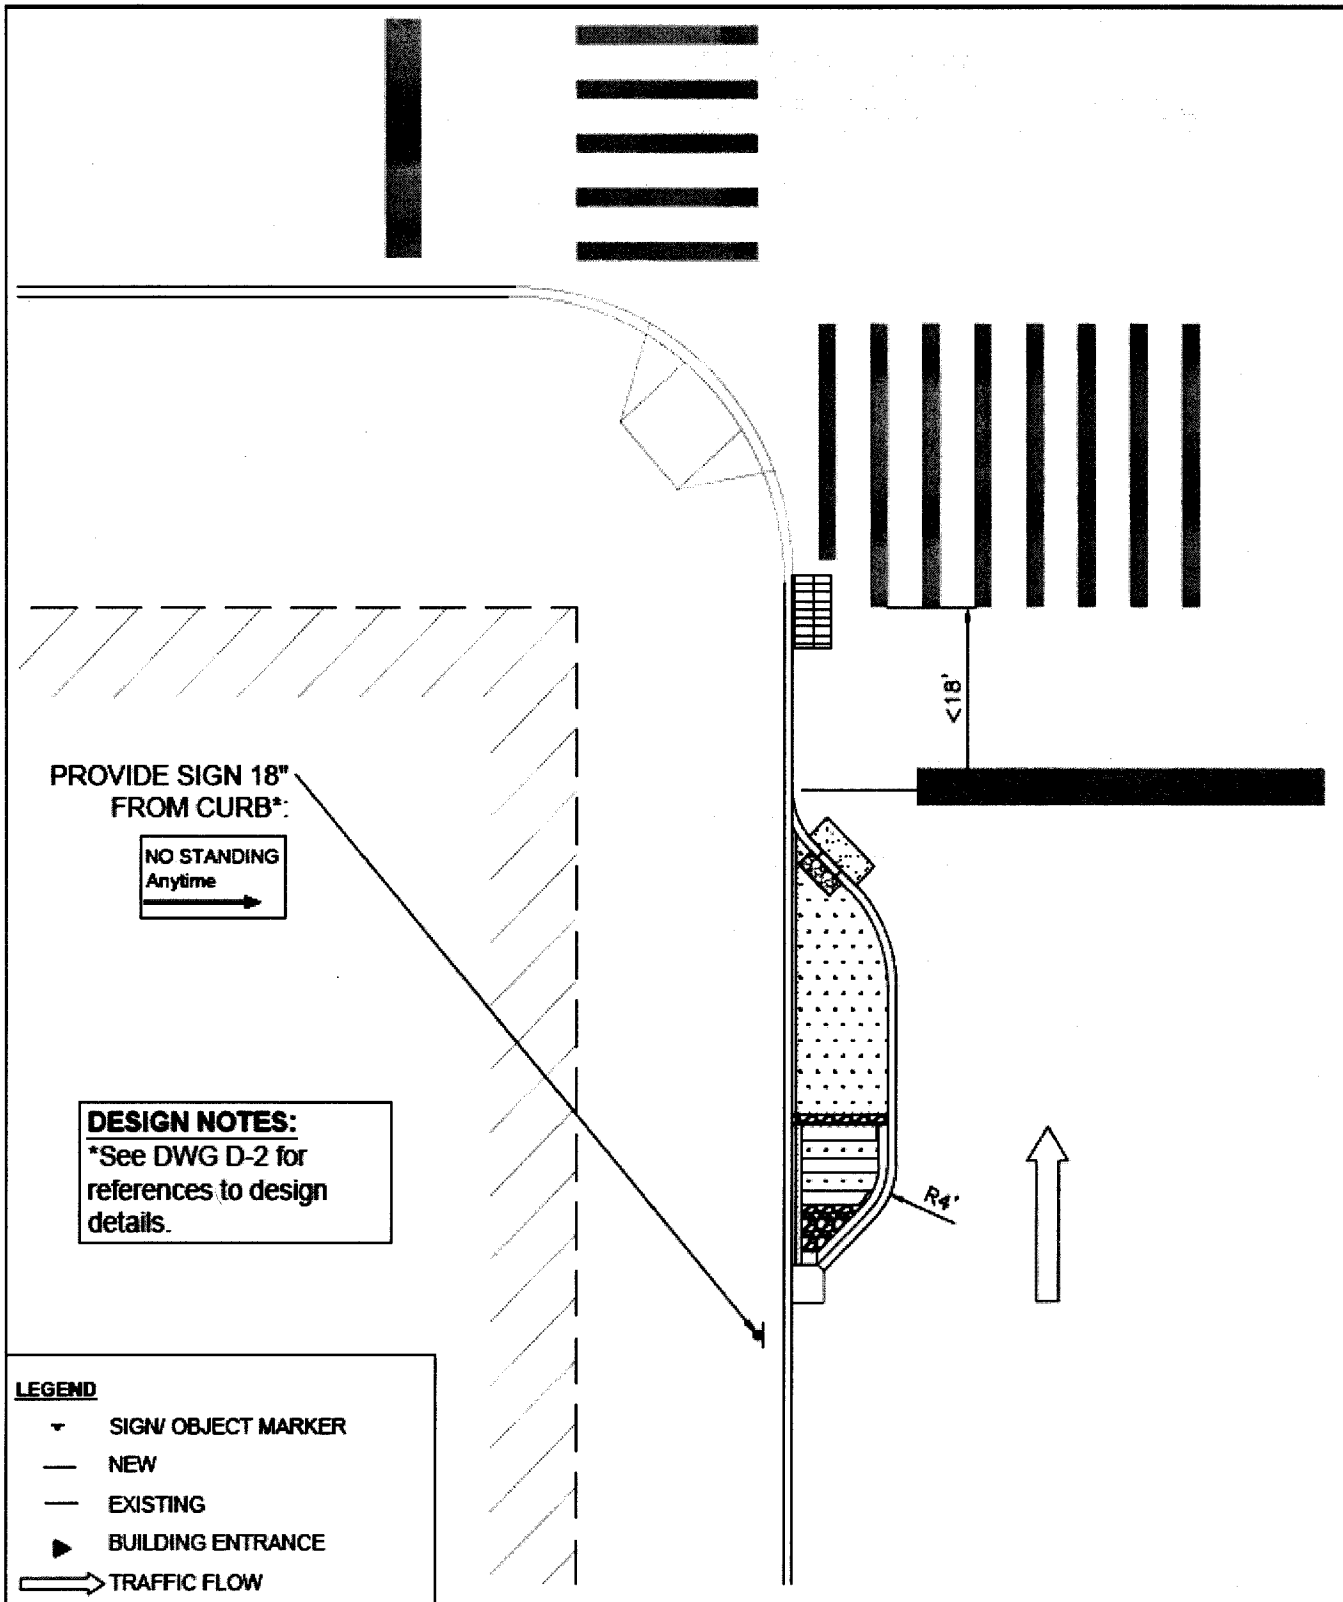 <18'
PROVIDE SIGN 18"
FROM CURB*:
NO STANDING
Anytime
DESIGN NOTES:
*See DWG D-2 for
references to design
details.
R4'
LEGEND
SIGN/ OBJECT MARKER
NEW
EXISTING
BUILDING ENTRANCE
TRAFFIC FLOW